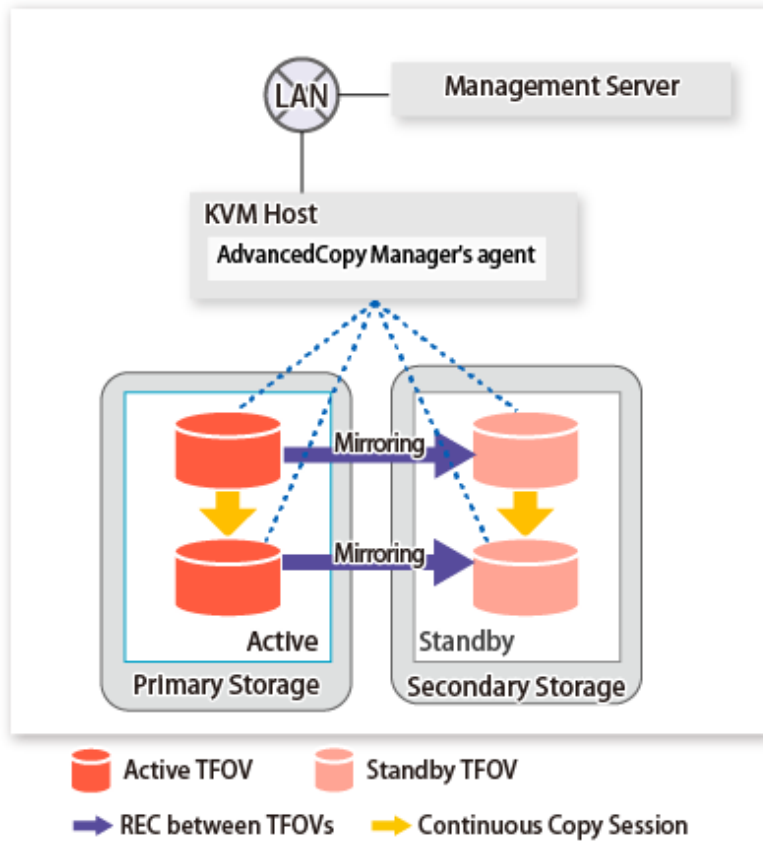 LAN
Management Server
KVM Host
AdvancedCopy Manager's agent
Mirroring
Mirroring
Active
Standby
Primary Storage
Secondary Storage
Active TFOV
Standby TFOV
REC between TFOVs
Continuous Copy Session